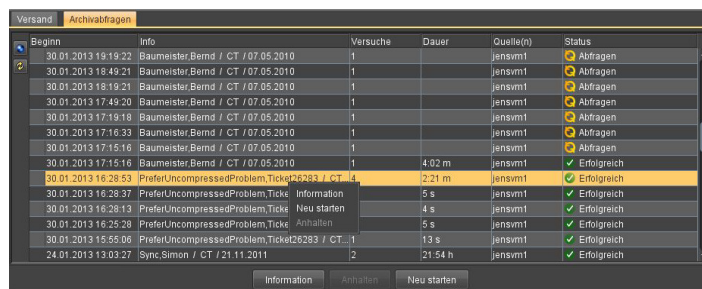 Versand Archivabfragen
Beginn Info Versuche Dauer Quelle(n) Status
30.01.2013 19:19:22 Baumeister,Bernd / CT / 07.05.2010 1 jensvm1 Abfragen
30.01.2013 18:49:21 Baumeister,Bernd / CT / 07.05.2010 1 jensvm1 Abfragen
30.01.2013 18:19:21 Baumeister,Bernd / CT / 07.05.2010 1 jensvm1 Abfragen
30.01.2013 17:49:20 Baumeister,Bernd / CT / 07.05.2010 1 jensvm1 Abfragen
30.01.2013 17:19:18 Baumeister,Bernd / CT / 07.05.2010 1 jensvm1 Abfragen
30.01.2013 17:16:33 Baumeister,Bernd / CT / 07.05.2010 1 jensvm1 Abfragen
30.01.2013 17:15:16 Baumeister,Bernd / CT / 07.05.2010 1 jensvm1 Abfragen
30.01.2013 17:15:16 Baumeister,Bernd / CT / 07.05.2010 1 4:02 m jensvm1 Erfolgreich
30.01.2013 16:28:53 PreferUncompressedProblem,Ticket26283 / CT... 4 2:21 m jensvm1 Erfolgreich
30.01.2013 16:28:37 PreferUncompressedProblem,Tick Information 5 s jensvm1 Erfolgreich
30.01.2013 16:28:13 PreferUncompressedProblem,Tick Neu starten 4 s jensvm1 Erfolgreich
30.01.2013 16:25:28 PreferUncompressedProblem,Tick Anhalten 5 s jensvm1 Erfolgreich
30.01.2013 15:55:06 PreferUncompressedProblem,Ticket26283 / CT... 1 13 s jensvm1 Erfolgreich
24.01.2013 13:03:27 Sync,Simon / CT / 21.11.2011 2 21:54 h jensvm1 Erfolgreich
Information Anhalten Neu starten